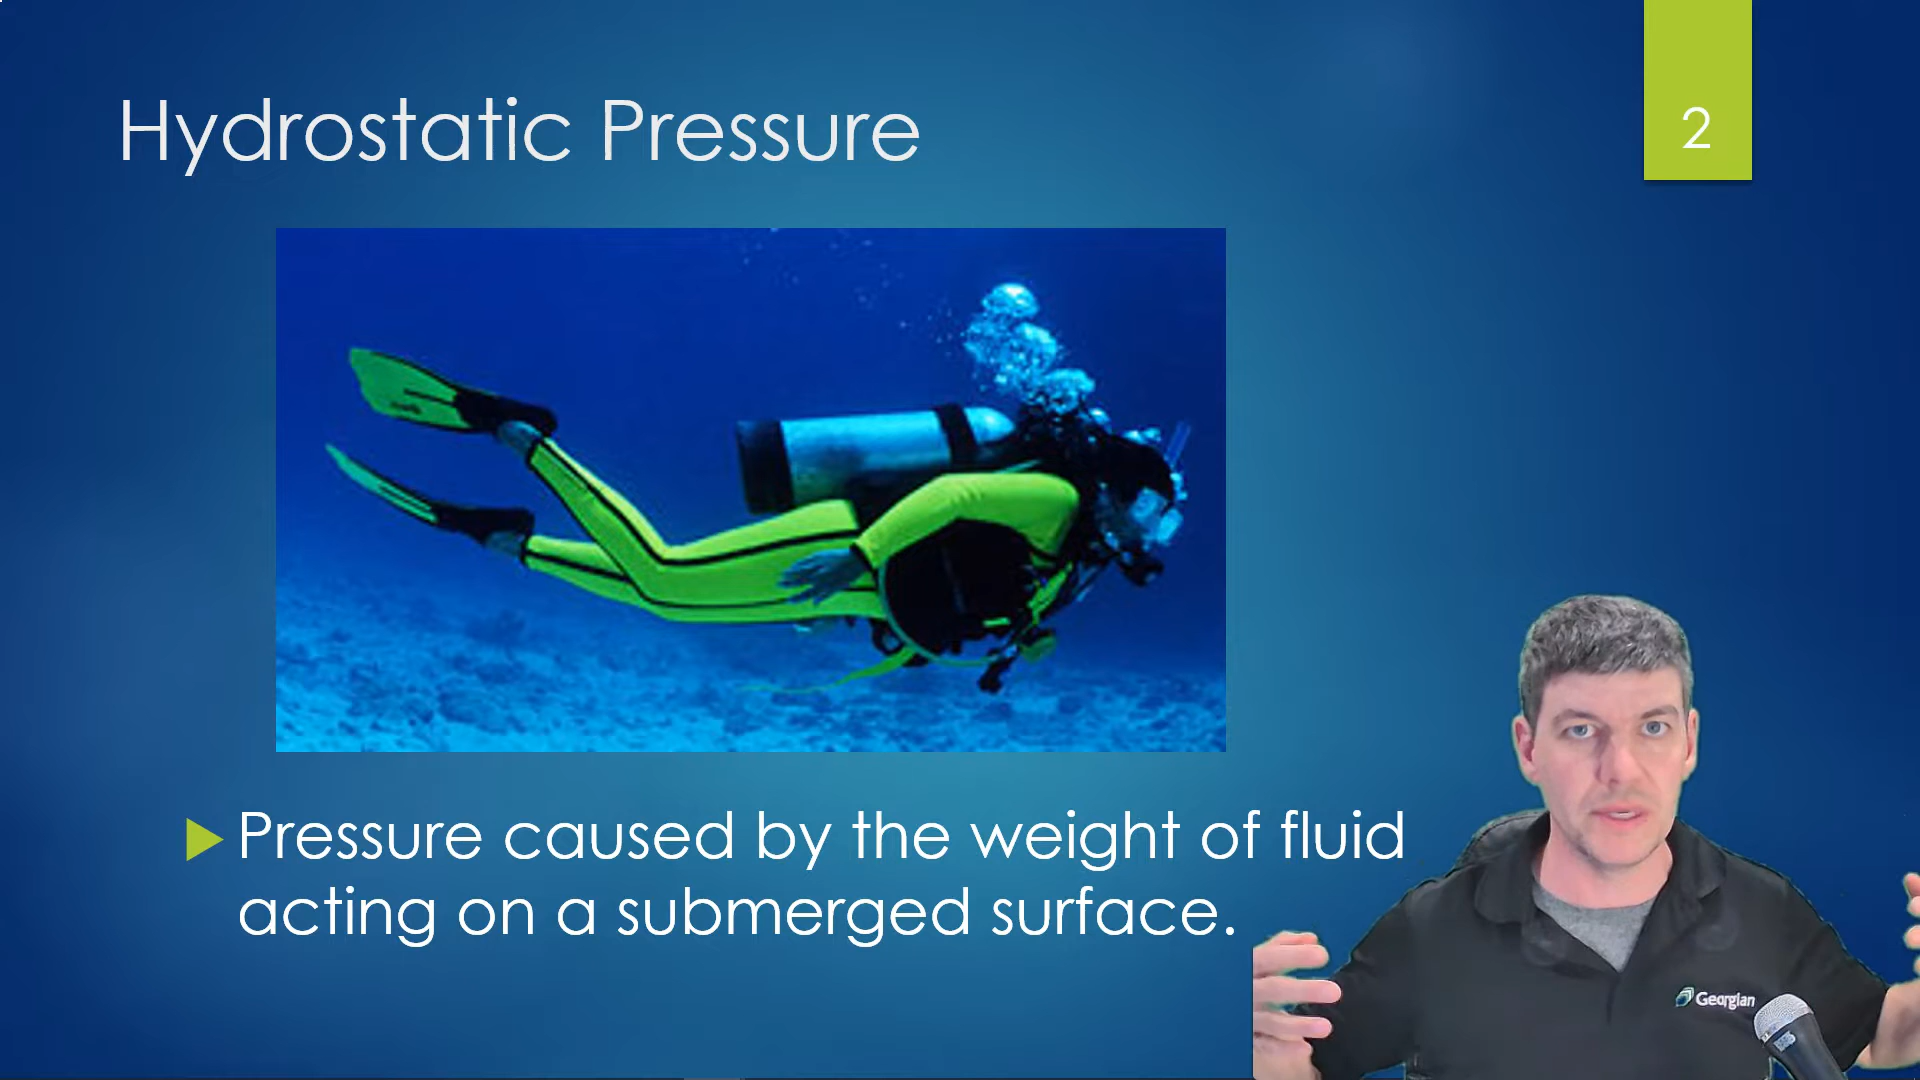 Hydrostatic Pressure
2
Pressure caused by the weight of fluid
acting on a submerged surface.
Georgian